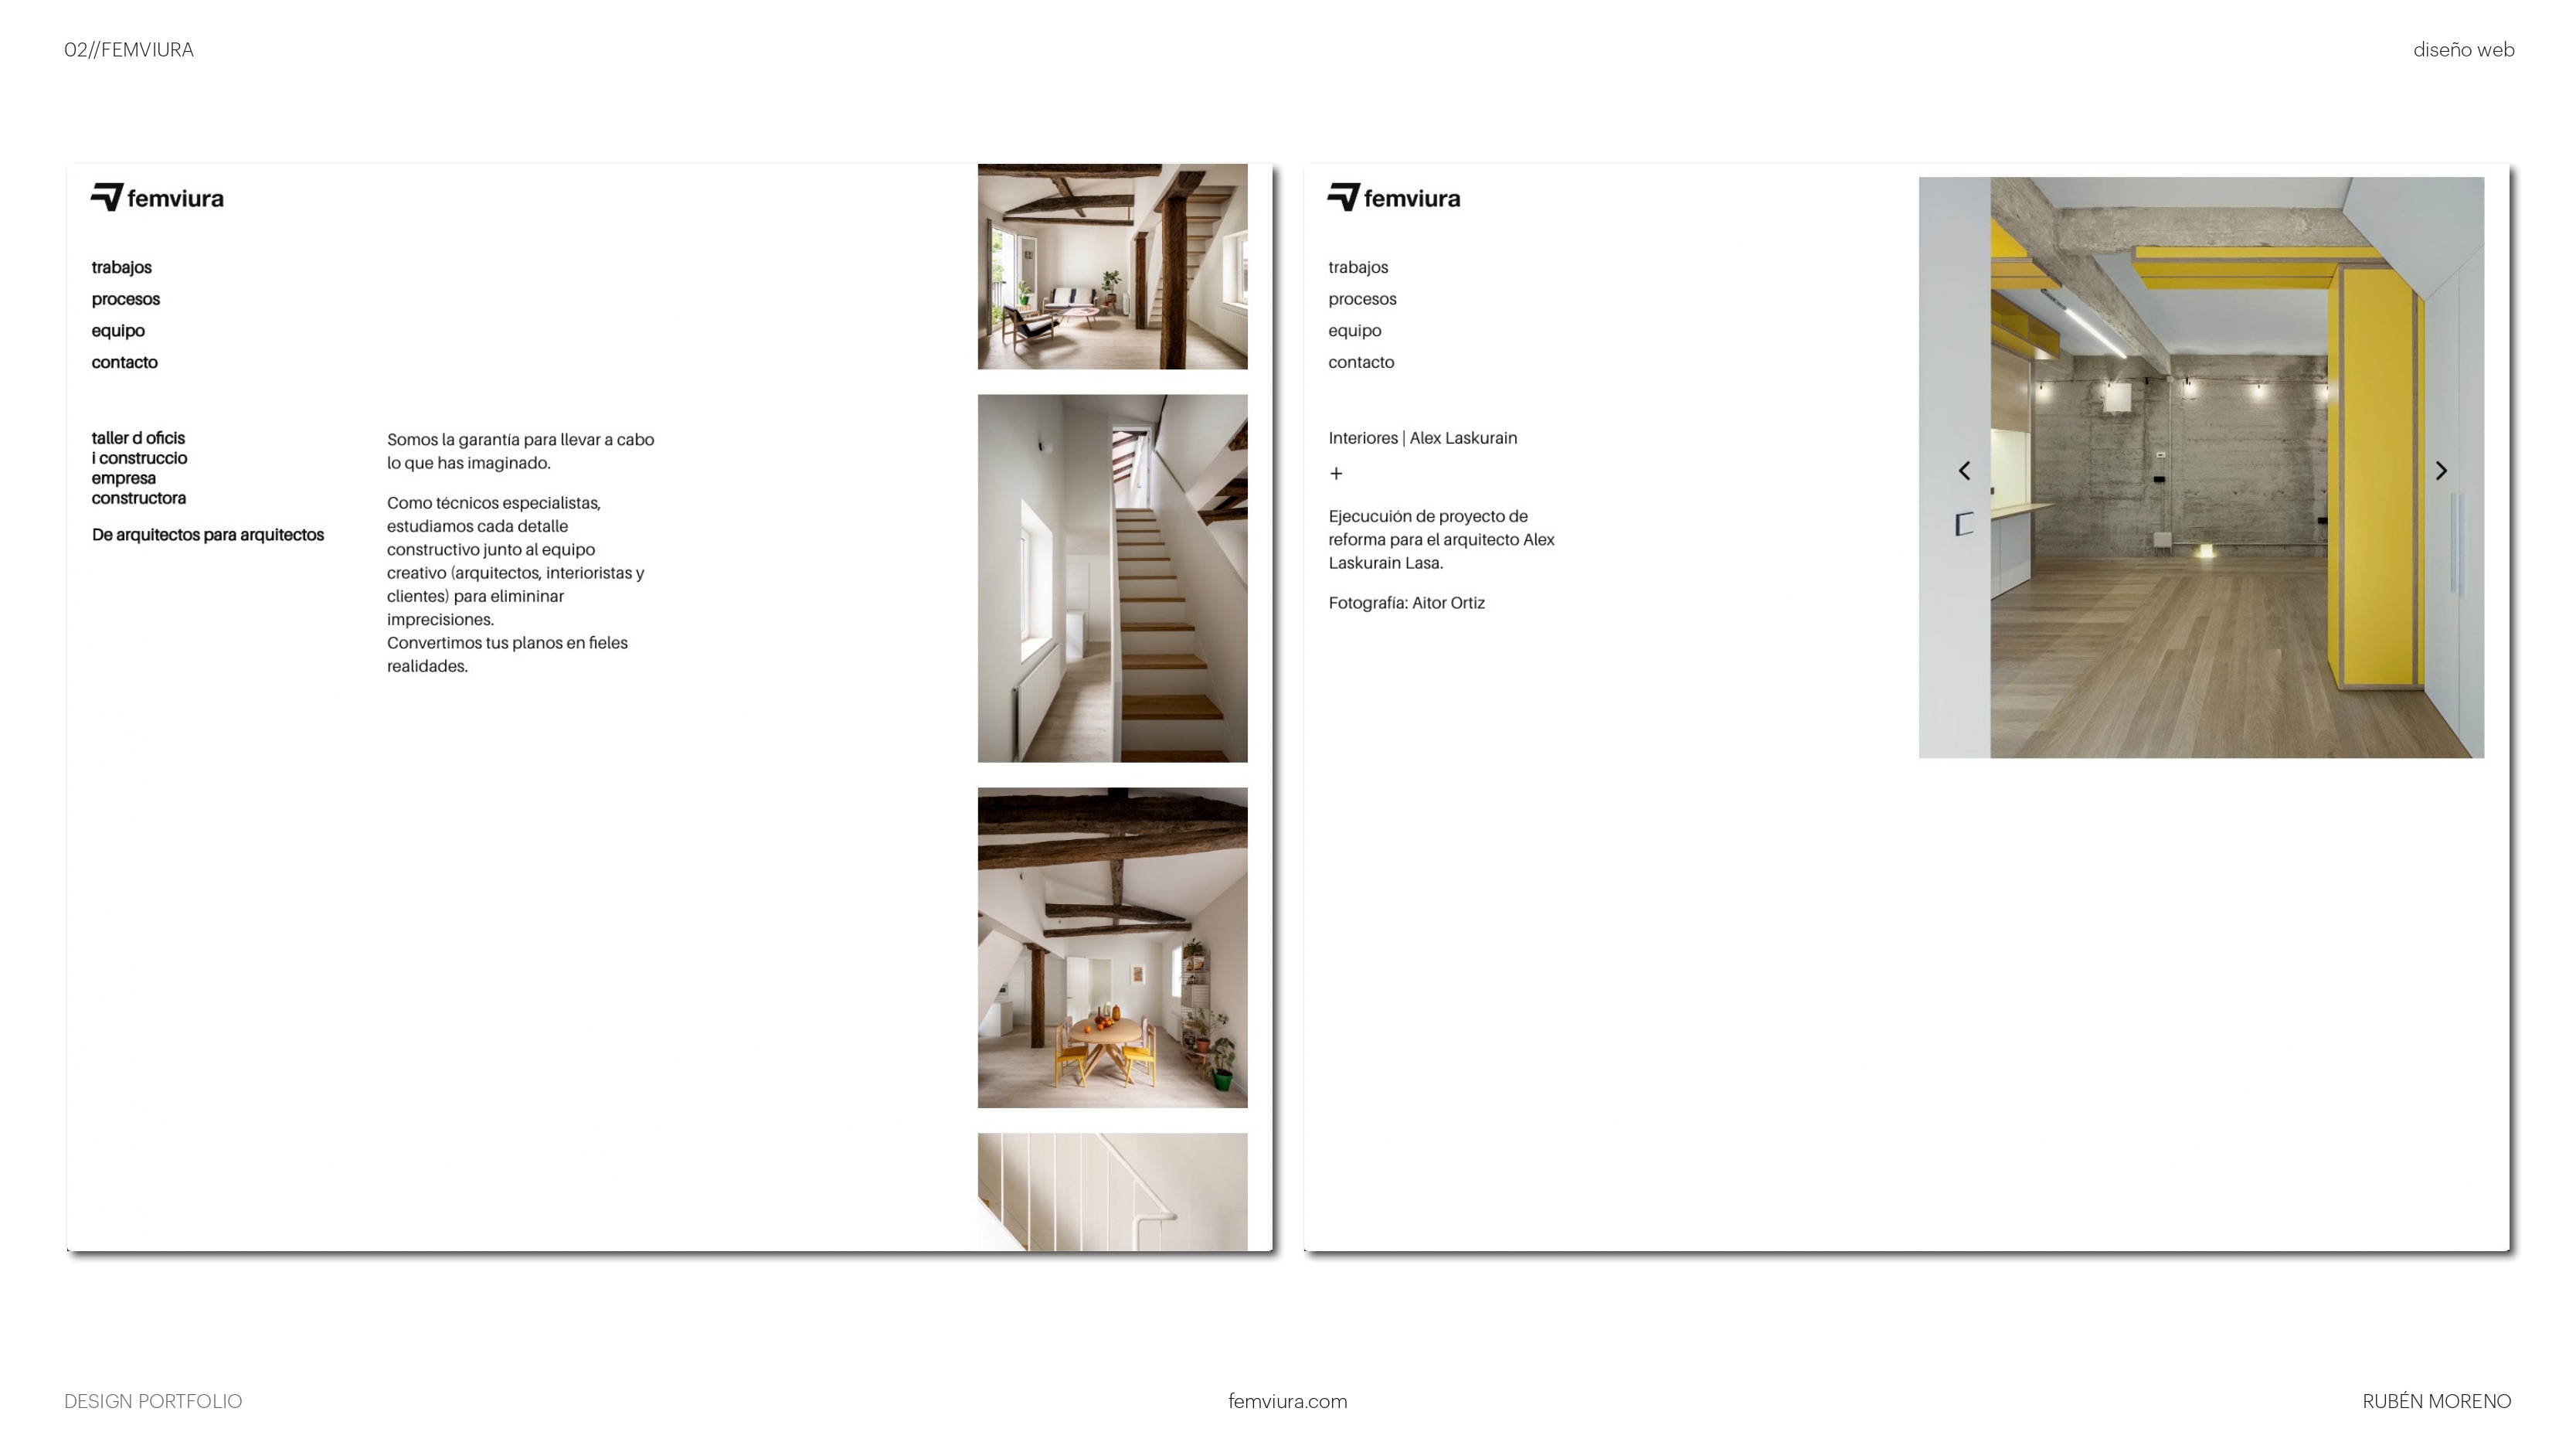 02//FEMVIURA
diseño web
femviura
trabajos
procesos
equipo
contacto
taller d oficis
i construccio
empresa
constructora
De arquitectos para arquitectos
Somos la garantía para llevar a cabo
lo que has imaginado.
Como técnicos especialistas,
estudiamos cada detalle
constructivo junto al equipo
creativo (arquitectos, interioristas y
clientes) para elimininar
imprecisiones.
Convertimos tus planos en fieles
realidades.
femviura
trabajos
procesos
equipo
contacto
Interiores | Alex Laskurain
+
Ejecucuión de proyecto de
reforma para el arquitecto Alex
Laskurain Lasa.
Fotografía: Aitor Ortiz
DESIGN PORTFOLIO
femviura.com
RUBÉN MORENO